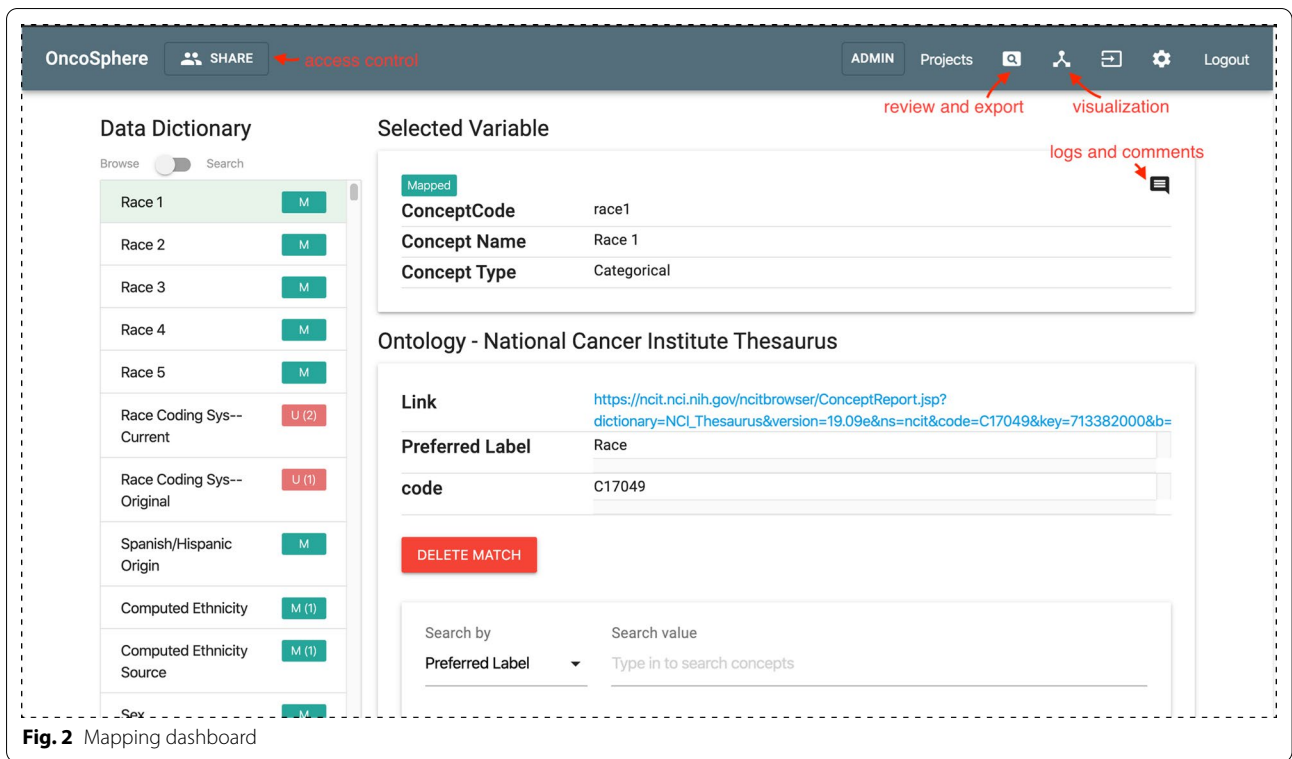 OncoSphere SHARE access control ADMIN Projects Logout
review and export visualization
Data Dictionary
Browse Search
Race 1 M
Race 2 M
Race 3 M
Race 4 M
Race 5 M
Race Coding Sys-- U (2)
Current
Race Coding Sys-- U (1)
Original
Spanish/Hispanic M
Origin
Computed Ethnicity M (1)
Computed Ethnicity M (1)
Source
Sex M
Selected Variable
logs and comments
Mapped
ConceptCode race1
Concept Name Race 1
Concept Type Categorical
Ontology - National Cancer Institute Thesaurus
Link https://ncit.nci.nih.gov/ncitbrowser/ConceptReport.jsp?
dictionary=NCI_Thesaurus&version=19.09e&ns=ncit&code=C17049&key=713382000&b=
Preferred Label Race
code C17049
DELETE MATCH
Search by Search value
Preferred Label Type in to search concepts
Fig. 2 Mapping dashboard